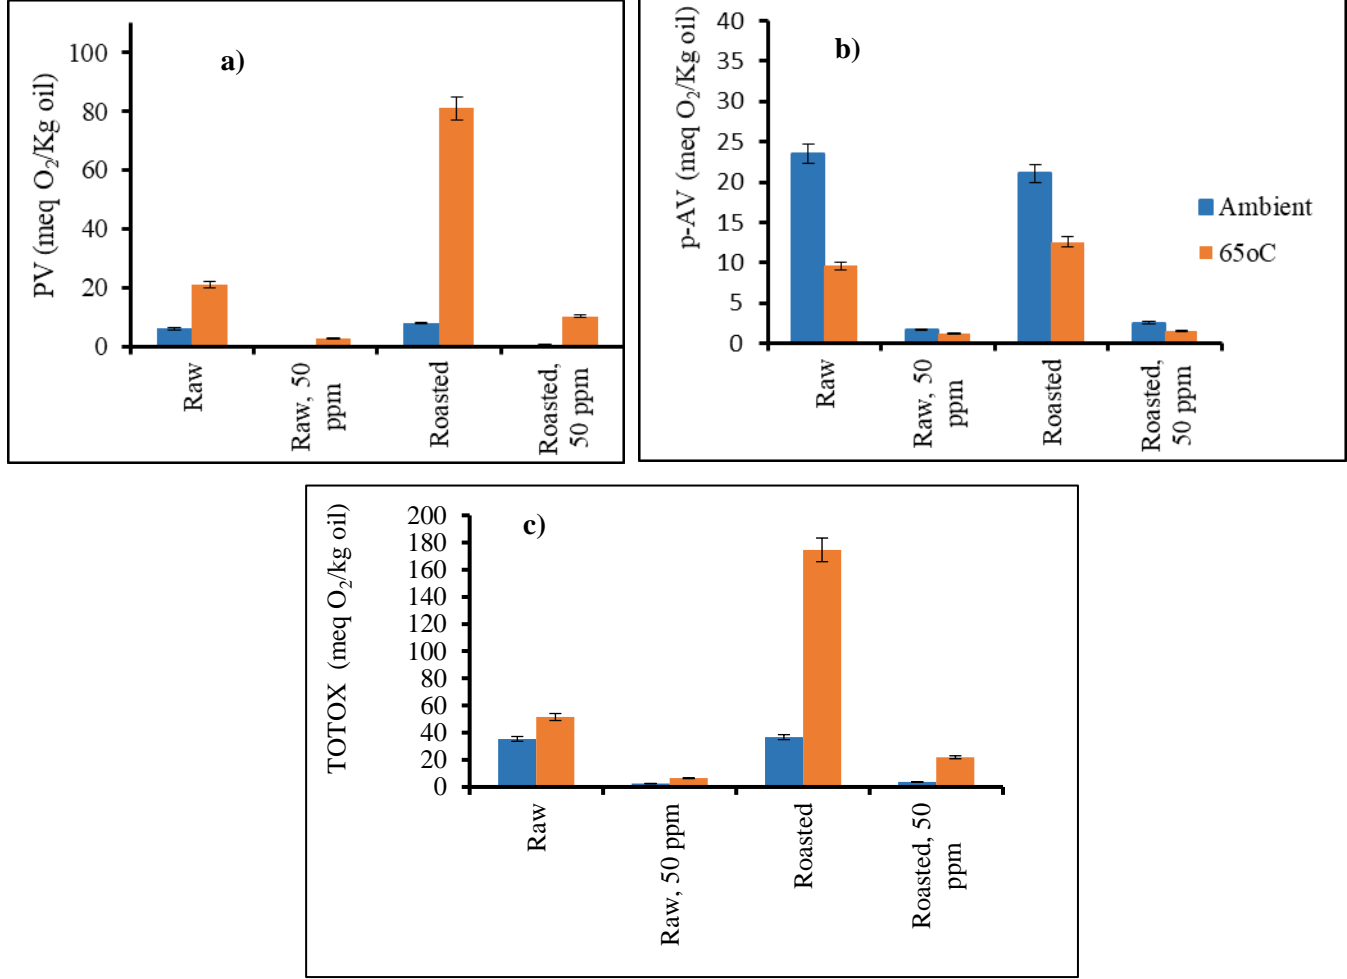 a)
PV (meq O₂/Kg oil)
100
80
60
40
20
0
Raw
Raw, 50
ppm
Roasted
Roasted,
50 ppm
b)
p-AV (meq O₂/Kg oil)
40
35
30
25
20
15
10
5
0
Raw
Raw, 50
ppm
Roasted
Roasted,
50 ppm
Ambient
65oC
c)
TOTOX (meq O₂/kg oil)
200
180
160
140
120
100
80
60
40
20
0
Raw
Raw, 50 ppm
Roasted
Roasted, 50
ppm